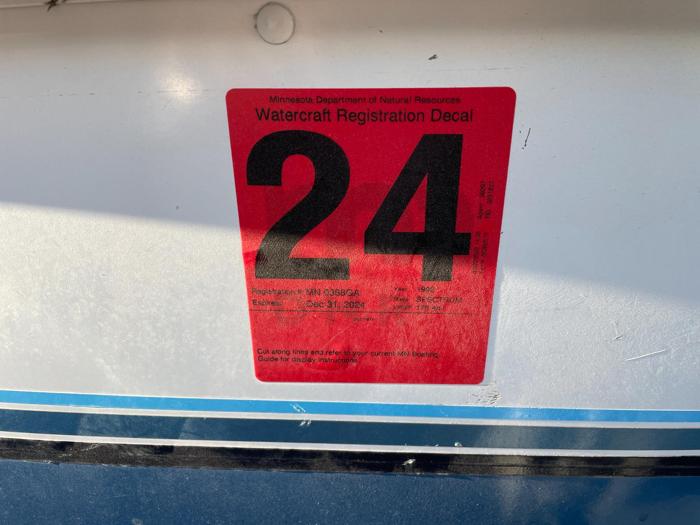 Minnesota Department of Natural Resources
Watercraft Registration Decal
24
Registration # MN 0388GA
Expires: Dec 31, 2024
Year
Make SPECTRUM
Cut along lines and refer to your current MN Boating
Guide for display instructions.